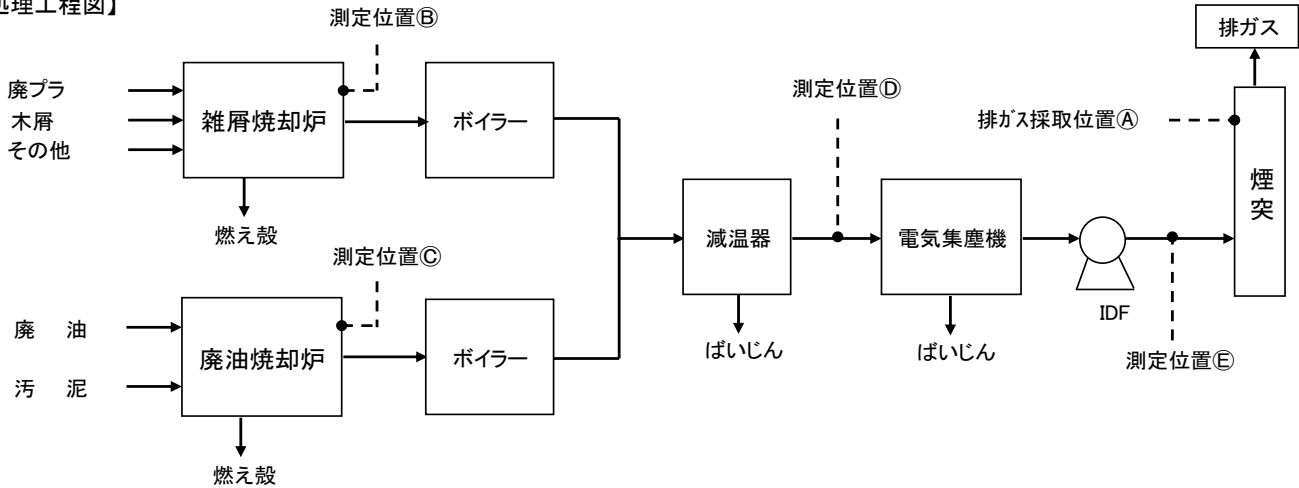 処理工程図】
測定位置Ⓑ
排ガス
廃プラ
木屑
その他
雑屑焼却炉
ボイラー
測定位置Ⓓ
排ガス採取位置Ⓐ
煙突
燃え殻
減温器
電気集塵機
測定位置Ⓒ
IDF
廃 油
汚 泥
廃油焼却炉
ボイラー
ばいじん
ばいじん
測定位置Ⓔ
燃え殻